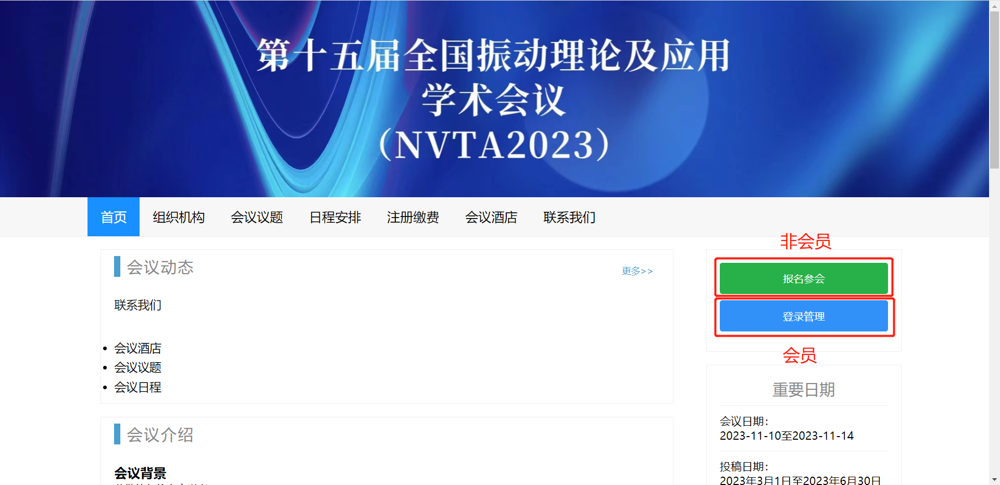 第十五届全国振动理论及应用
学术会议
（NVTA2023）
首页 组织机构 会议议题 日程安排 注册缴费 会议酒店 联系我们
会议动态
更多>>
联系我们
会议酒店
会议议题
会议日程
会议介绍
会议背景
非会员
报名参会
登录管理
会员
重要日期
会议日期：
2023-11-10至2023-11-14
投稿日期：
2023年3月1日至2023年6月30日